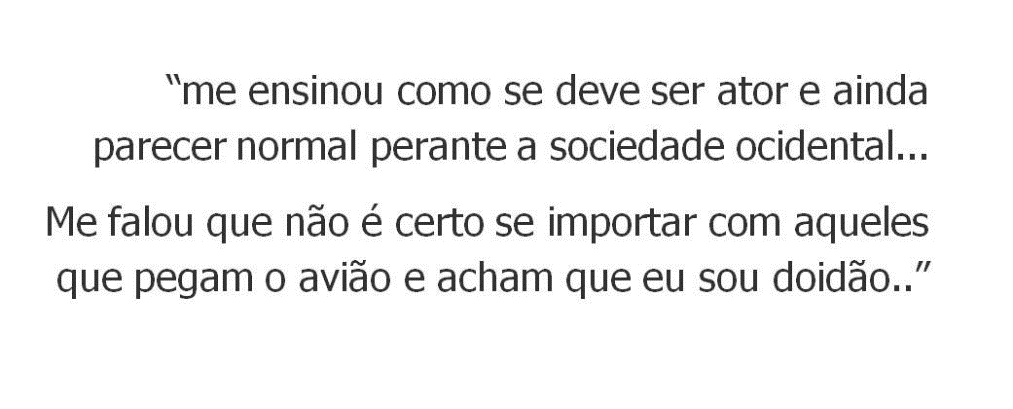 “me ensinou como se deve ser ator e ainda
parecer normal perante a sociedade ocidental...
Me falou que não é certo se importar com aqueles
que pegam o avião e acham que eu sou doidão..”